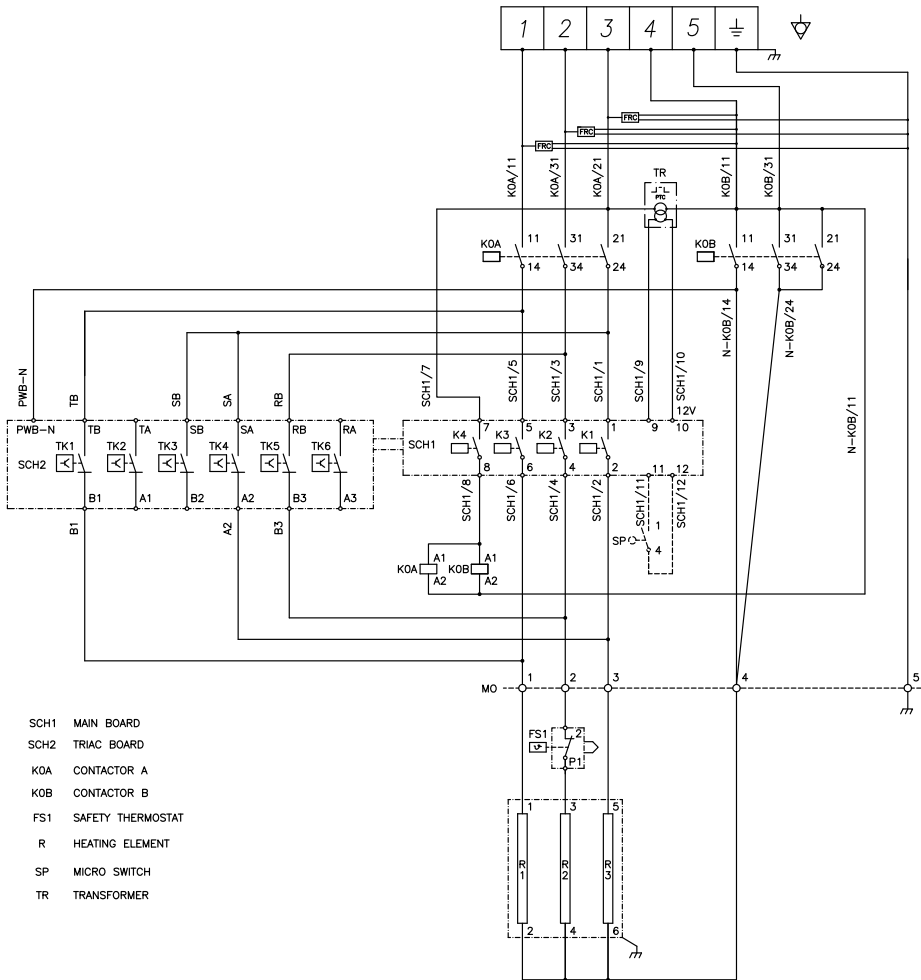 1 2 3 4 5
FRC
FRC
FRC
K0A/11 K0A/31 K0A/21 TR K0B/11 K0B/31
PTC
K0A 11 31 21 K0B 11 31 21
14 34 24 14 34 24
N-K0B/14 N-K0B/24
PWB-N TB SB SA RB SCH1/7 SCH1/5 SCH1/3 SCH1/1 SCH1/9 SCH1/10
12V
PWB-N TB TA SB SA RB RA 7 5 3 1 9 10
N-K0B/11
TK1 TK2 TK3 TK4 TK5 TK6 K4 K3 K2 K1
SCH2 SCH1
B1 A1 B2 A2 B3 A3 8 6 4 2 11 12
B1 A2 B3 SCH1/8 SCH1/6 SCH1/4 SCH1/2 SCH1/11 SCH1/12
1
SP
4
A1 A1
K0A K0B
A2 A2
1 2 3 4 5
MO
FS1 2
P1
1 3 5
R1 R2 R3
2 4 6
SCH1 MAIN BOARD
SCH2 TRIAC BOARD
K0A CONTACTOR A
K0B CONTACTOR B
FS1 SAFETY THERMOSTAT
R HEATING ELEMENT
SP MICRO SWITCH
TR TRANSFORMER